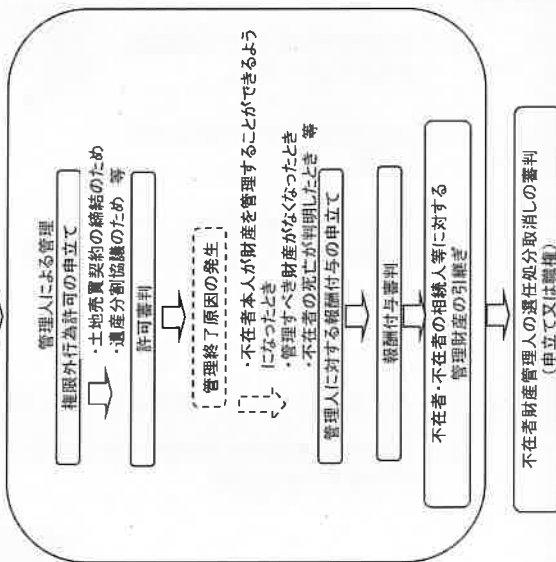 管理人による管理
権限外行為許可の申立て
・土地売買契約の締結のため
・遺産分割協議のため 等
許可審判
管理終了原因の発生
・不在者本人が財産を管理することができるよう
になったとき
・管理すべき財産がなくなったとき
・不在者の死亡が判明したとき 等
管理人に対する報酬付与の申立て
報酬付与審判
不在者・不在者の相続人等に対する
管理財産の引継ぎ
不在者財産管理人の選任処分取消しの審判
（申立て又は職権）